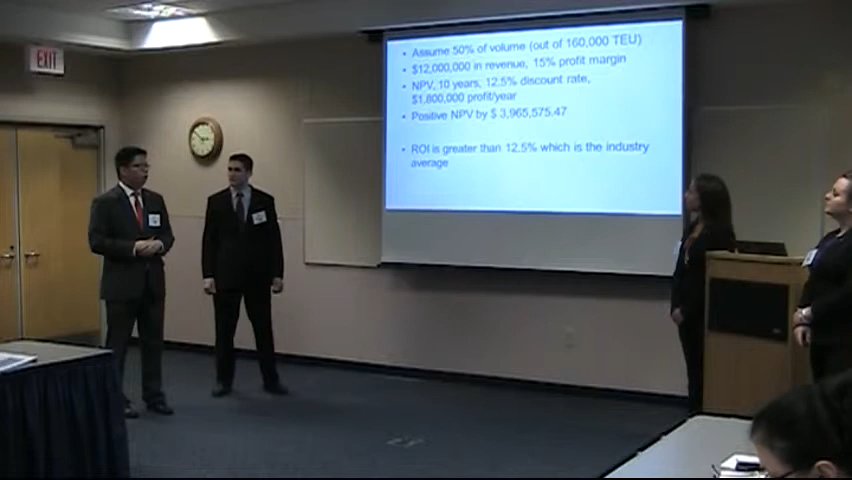 EXIT
• Assume 50% of volume (out of 160,000 TEU)
• $12,000,000 in revenue, 15% profit margin
• NPV, 10 years, 12.5% discount rate,
$1,800,000 profit/year
• Positive NPV by $ 3,965,575.47
• ROI is greater than 12.5% which is the industry
average